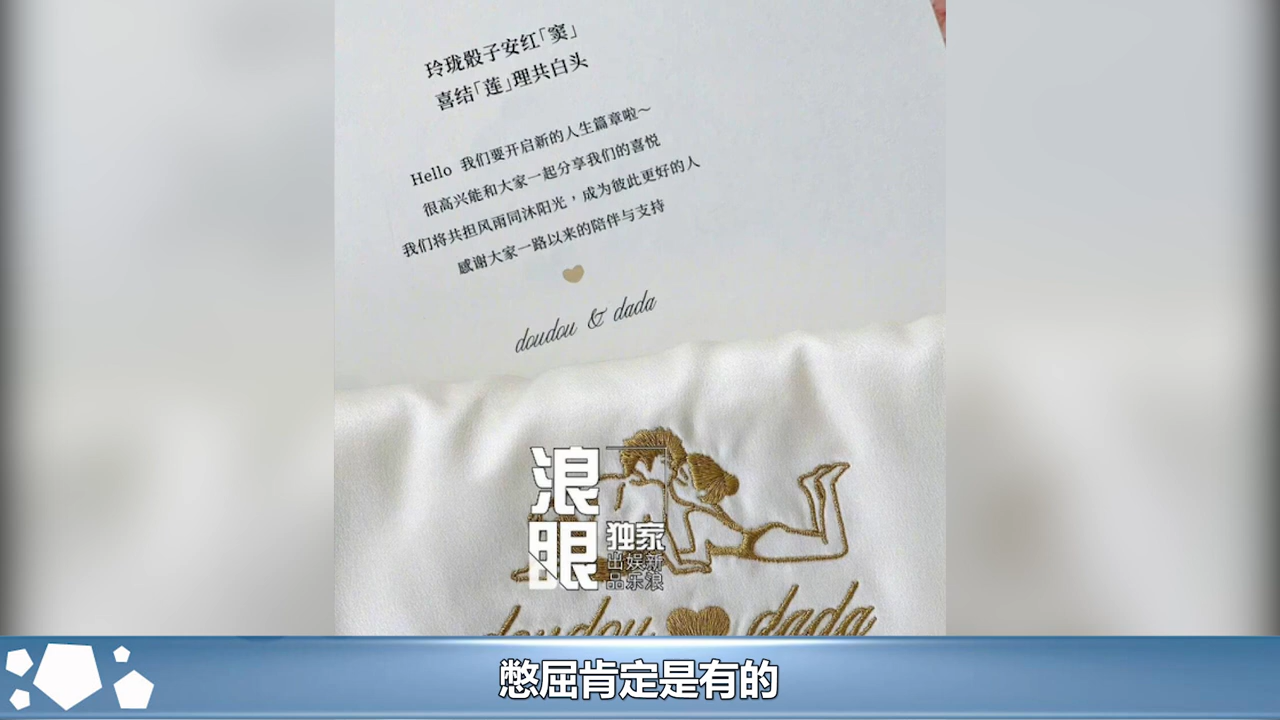 玲珑骰子安红「窦」
喜结「莲」理共白头
Hello 我们要开启新的人生篇章啦～
很高兴能和大家一起分享我们的喜悦
我们将共担风雨同沐阳光，成为彼此更好的人
感谢大家一路以来的陪伴与支持
doudou & dada
浪眼
独家
出娱新
品乐浪
doudou dada
憋屈肯定是有的